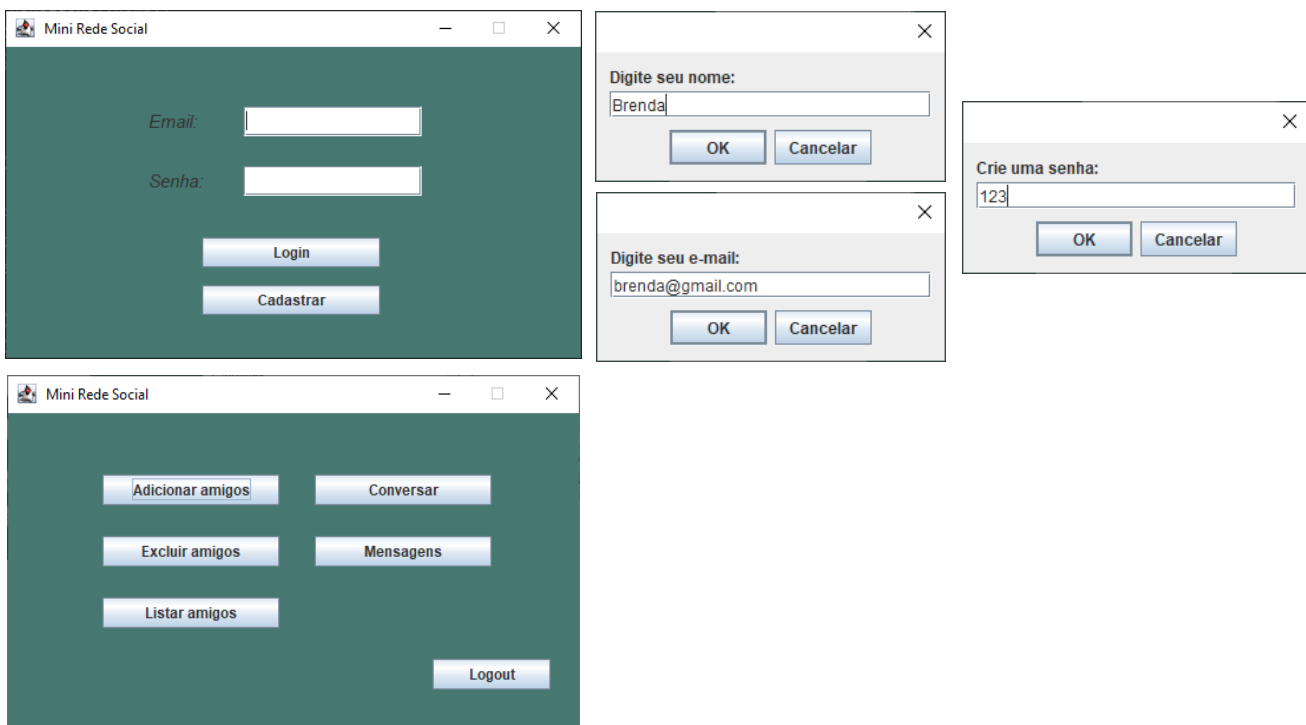 Mini Rede Social
Email:
Senha:
Login
Cadastrar
Digite seu nome:
Brenda
OK Cancelar
Digite seu e-mail:
brenda@gmail.com
OK Cancelar
Crie uma senha:
123
OK Cancelar
Mini Rede Social
Adicionar amigos Conversar
Excluir amigos Mensagens
Listar amigos
Logout